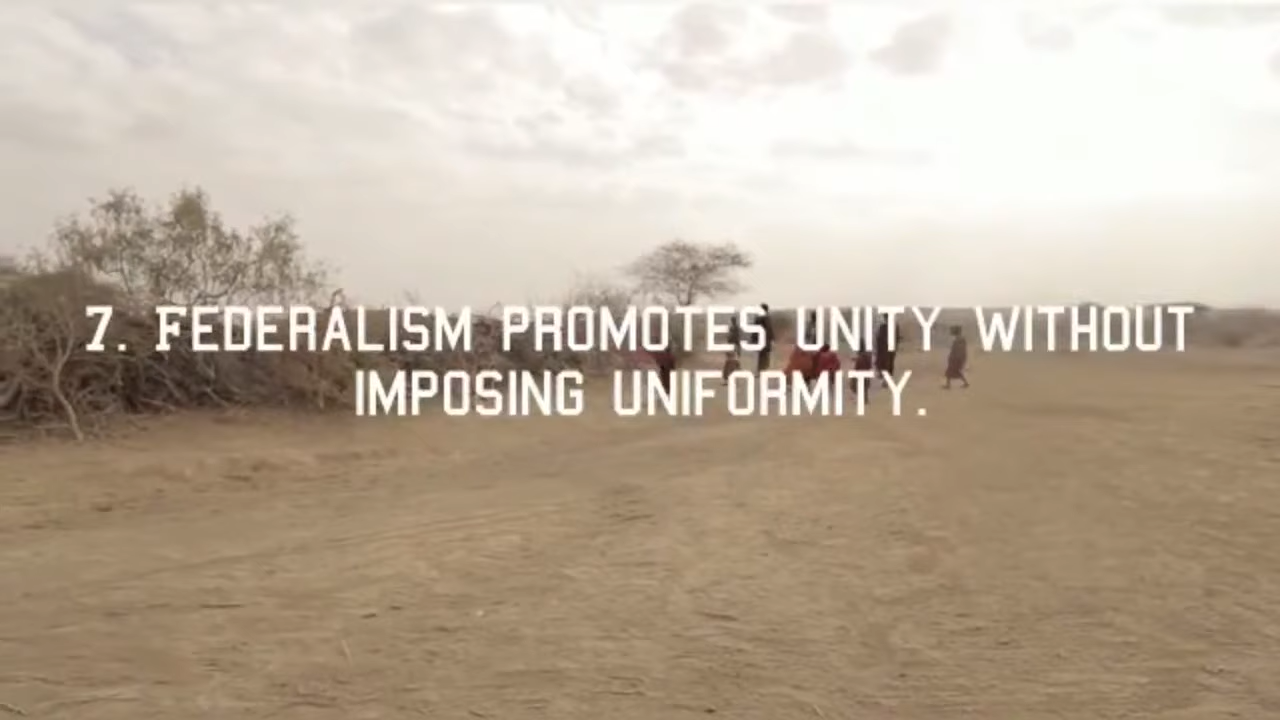 7. Federalism promotes unity without
imposing uniformity.